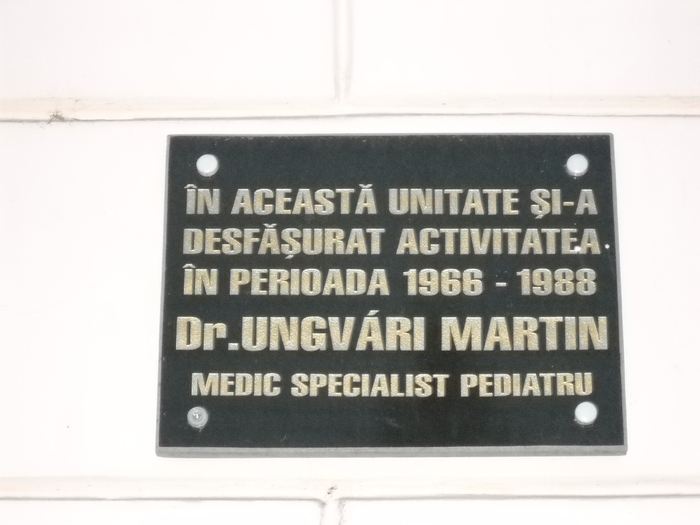 ÎN ACEASTĂ UNITATE ŞI-A
DESFĂŞURAT ACTIVITATEA
ÎN PERIOADA 1966 - 1988
Dr.UNGVÁRI MARTIN
MEDIC SPECIALIST PEDIATRU